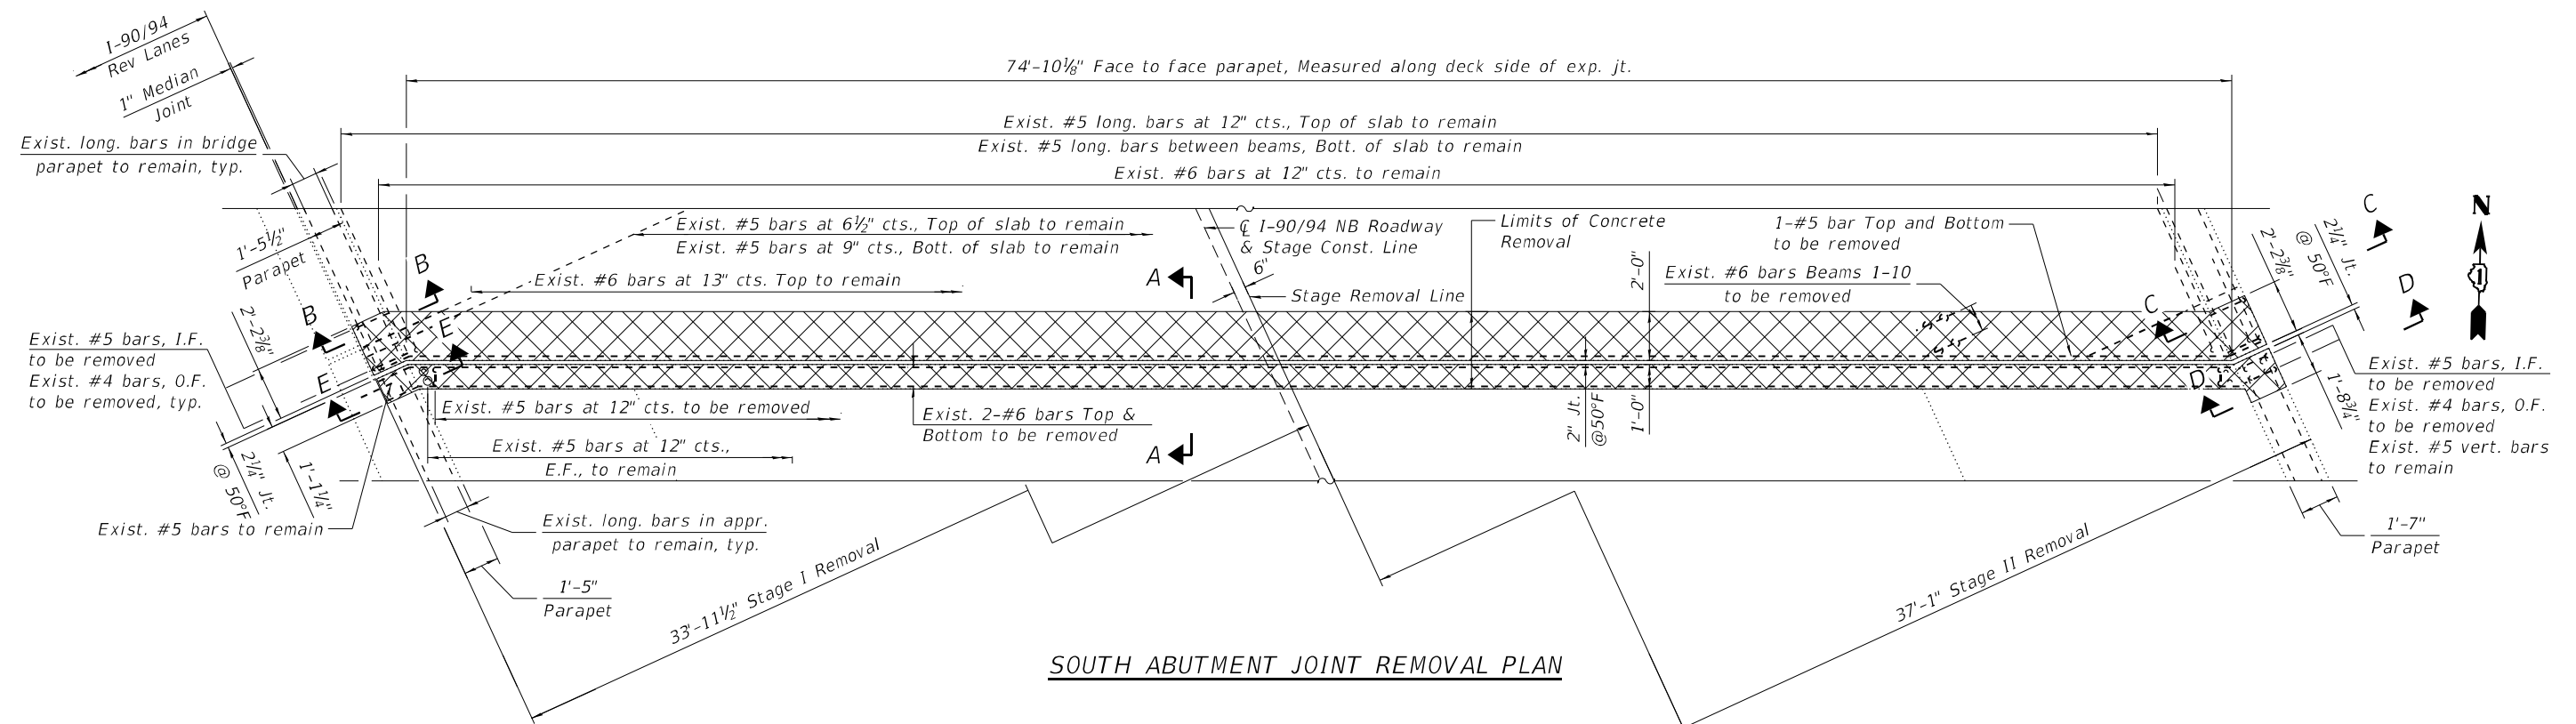 I-90/94
Rev Lanes
1" Median
Joint
74'-10⅛" Face to face parapet, Measured along deck side of exp. jt.
Exist. long. bars in bridge
parapet to remain, typ.
Exist. #5 long. bars at 12" cts., Top of slab to remain
Exist. #5 long. bars between beams, Bott. of slab to remain
Exist. #6 bars at 12" cts. to remain
1'-5½"
Parapet
Exist. #5 bars at 6½" cts., Top of slab to remain
Exist. #5 bars at 9" cts., Bott. of slab to remain
Exist. #6 bars at 13" cts. Top to remain
℄ I-90/94 NB Roadway
& Stage Const. Line
6"
Stage Removal Line
Limits of Concrete
Removal
2'-0"
1-#5 bar Top and Bottom
to be removed
Exist. #6 bars Beams 1-10
to be removed
2'-2⅜"
2¼" Jt.
@ 50°F
C
D
N
1
B
B
A
C
E
E
D
2'-2⅜"
Exist. #5 bars, I.F.
to be removed
Exist. #4 bars, O.F.
to be removed, typ.
Exist. #5 bars, I.F.
to be removed
Exist. #4 bars, O.F.
to be removed
Exist. #5 vert. bars
to remain
1'-8¾"
Exist. #5 bars at 12" cts. to be removed
Exist. 2-#6 bars Top &
Bottom to be removed
2" Jt.
@50°F
1'-0"
Exist. #5 bars at 12" cts.,
E.F., to remain
A
2¼" Jt.
@ 50°F
1'-1¼"
Exist. #5 bars to remain
Exist. long. bars in appr.
parapet to remain, typ.
1'-5"
Parapet
1'-7"
Parapet
33'-11½" Stage I Removal
37'-1" Stage II Removal
SOUTH ABUTMENT JOINT REMOVAL PLAN